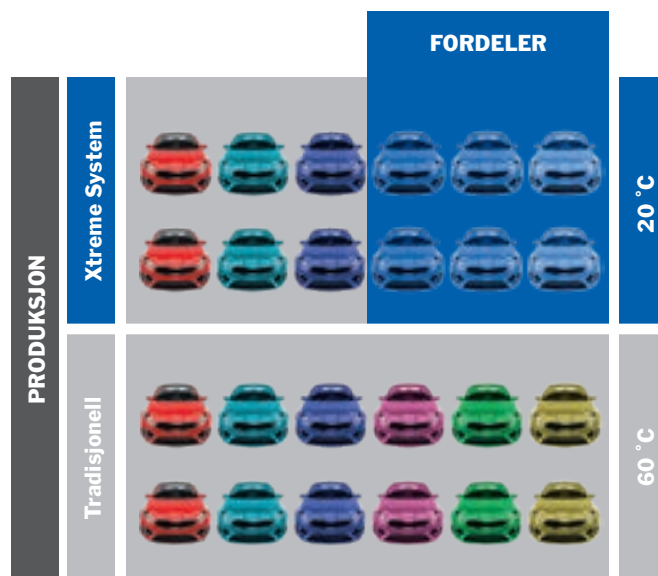 FORDELER
PRODUKSJON
Xtreme System
20 °C
Tradisjonell
60 °C